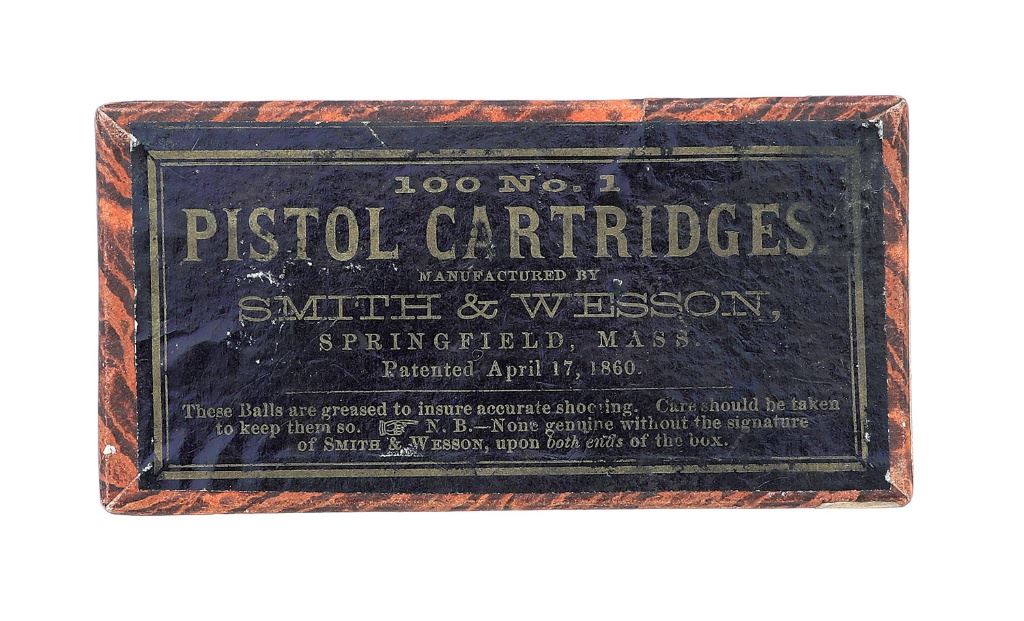 100 No. 1
PISTOL CARTRIDGES
MANUFACTURED BY
SMITH & WESSON,
SPRINGFIELD, MASS.
Patented April 17, 1860.
These Balls are greased to insure accurate shooting. Care should be taken
to keep them so. ☞ N. B.—None genuine without the signature
of SMITH & WESSON, upon both ends of the box.